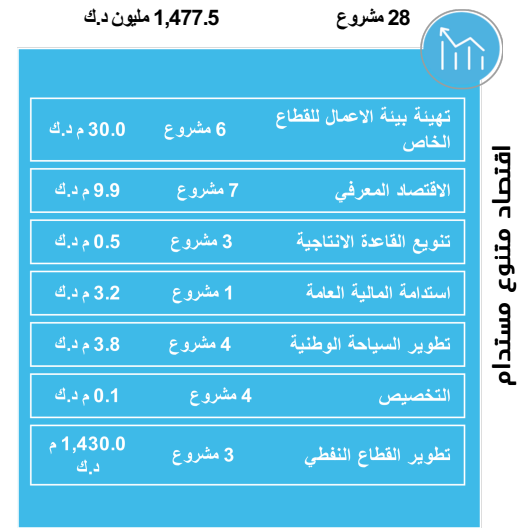 28 مشروع 1,477.5 مليون د.ك
اقتصاد متنوع مستدام
تهيئة بيئة الاعمال للقطاع
الخاص
6 مشروع
30.0 م د.ك
الاقتصاد المعرفي 7 مشروع 9.9 م د.ك
تنويع القاعدة الانتاجية 3 مشروع 0.5 م د.ك
استدامة المالية العامة 1 مشروع 3.2 م د.ك
تطوير السياحة الوطنية 4 مشروع 3.8 م د.ك
التخصيص 4 مشروع 0.1 م د.ك
تطوير القطاع النفطي 3 مشروع
1,430.0 م
د.ك